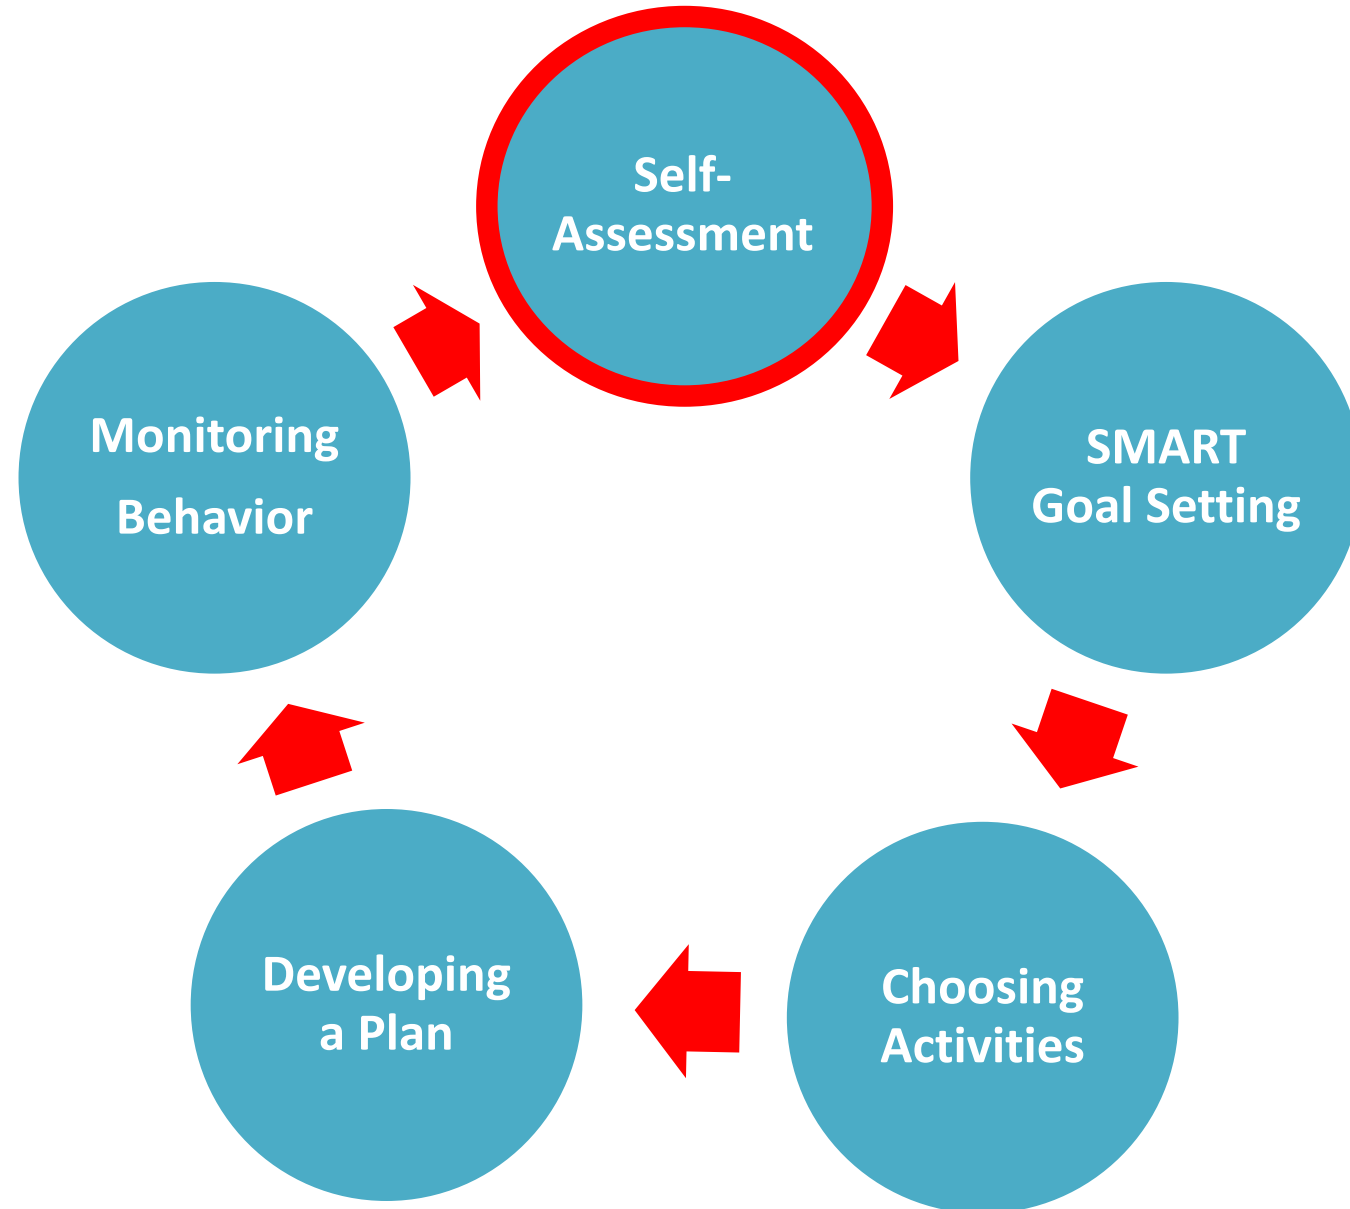 Self-
Assessment
SMART
Goal Setting
Choosing
Activities
Developing
a Plan
Monitoring
Behavior